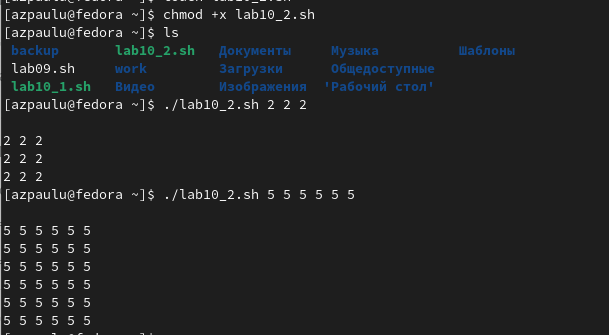 [azpaulu@fedora ~]$ chmod +x lab10_2.sh
[azpaulu@fedora ~]$ ls
backup lab10_2.sh Документы Музыка Шаблоны
lab09.sh work Загрузки Общедоступные
lab10_1.sh Видео Изображения 'Рабочий стол'
[azpaulu@fedora ~]$ ./lab10_2.sh 2 2 2
2 2 2
2 2 2
2 2 2
[azpaulu@fedora ~]$ ./lab10_2.sh 5 5 5 5 5 5
5 5 5 5 5 5
5 5 5 5 5 5
5 5 5 5 5 5
5 5 5 5 5 5
5 5 5 5 5 5
5 5 5 5 5 5